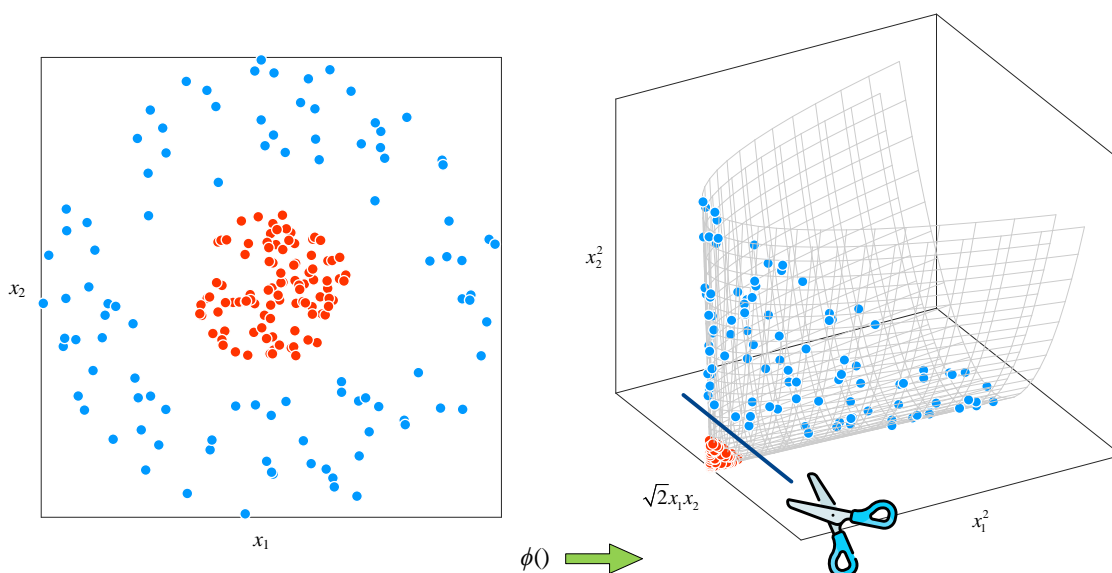 x₂
x₁
ϕ()
x₂²
√2x₁x₂
x₁²